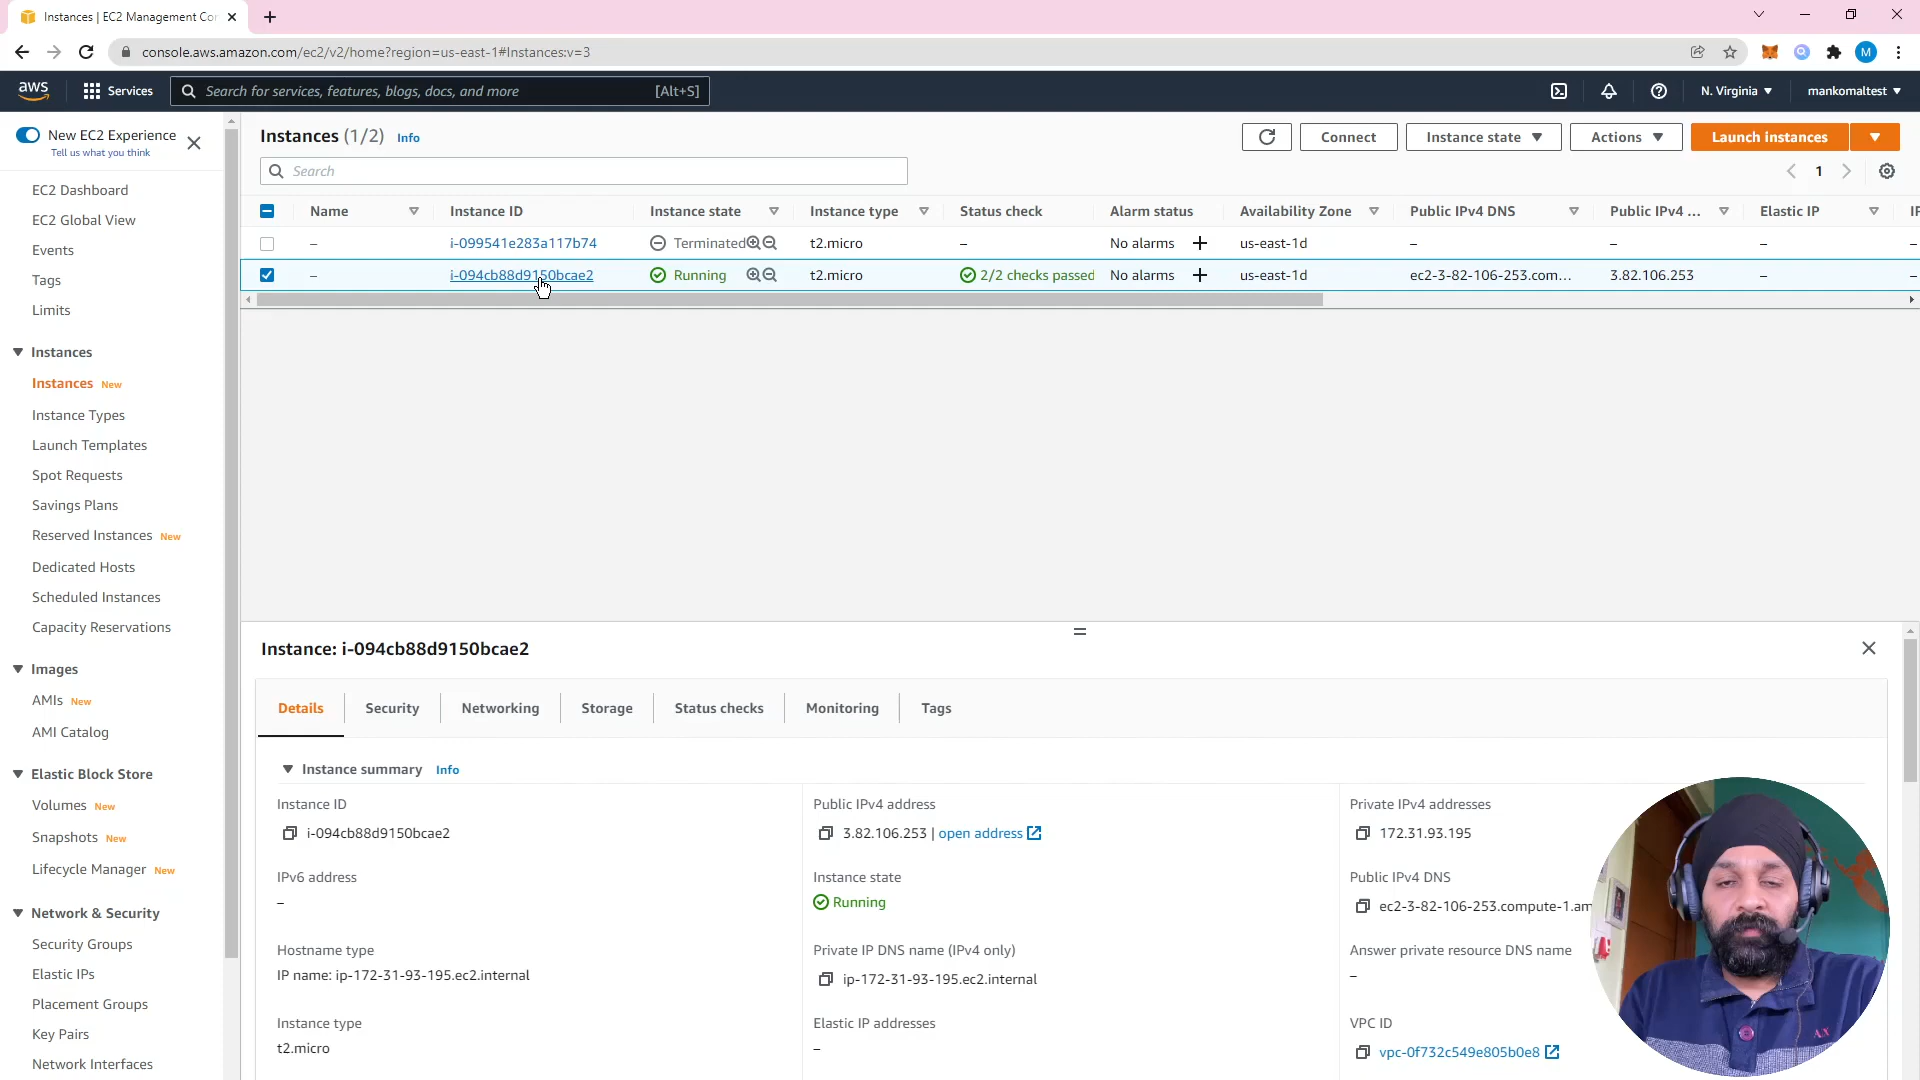 Instances | EC2 Management Con
console.aws.amazon.com/ec2/v2/home?region=us-east-1#Instances:v=3
M
aws
Services
Search for services, features, blogs, docs, and more
[Alt+S]
N. Virginia
mankomaltest
New EC2 Experience
Tell us what you think
EC2 Dashboard
EC2 Global View
Events
Tags
Limits
Instances
Instances New
Instance Types
Launch Templates
Spot Requests
Savings Plans
Reserved Instances New
Dedicated Hosts
Scheduled Instances
Capacity Reservations
Images
AMIs New
AMI Catalog
Elastic Block Store
Volumes New
Snapshots New
Lifecycle Manager New
Network & Security
Security Groups
Elastic IPs
Placement Groups
Key Pairs
Network Interfaces
Instances (1/2) Info
Connect
Instance state
Actions
Launch instances
Search
1
Name Instance ID Instance state Instance type Status check Alarm status Availability Zone Public IPv4 DNS Public IPv4 ... Elastic IP IP
– i-099541e283a117b74 Terminated t2.micro – No alarms + us-east-1d – – – –
– i-094cb88d9150bcae2 Running t2.micro 2/2 checks passed No alarms + us-east-1d ec2-3-82-106-253.com... 3.82.106.253 – –
Instance: i-094cb88d9150bcae2
Details Security Networking Storage Status checks Monitoring Tags
Instance summary Info
Instance ID
i-094cb88d9150bcae2
Public IPv4 address
3.82.106.253 | open address
Private IPv4 addresses
172.31.93.195
IPv6 address
–
Instance state
Running
Public IPv4 DNS
ec2-3-82-106-253.compute-1.am
Hostname type
IP name: ip-172-31-93-195.ec2.internal
Private IP DNS name (IPv4 only)
ip-172-31-93-195.ec2.internal
Answer private resource DNS name
–
Instance type
t2.micro
Elastic IP addresses
–
VPC ID
vpc-0f732c549e805b0e8
A X